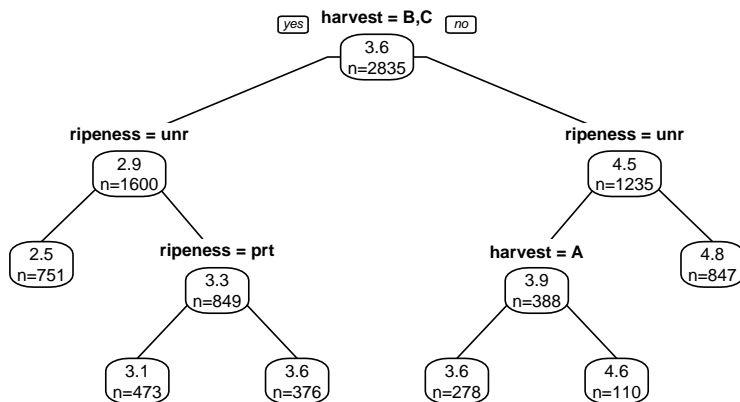 yes harvest = B,C no
3.6
n=2835
ripeness = unr
2.9
n=1600
ripeness = unr
4.5
n=1235
2.5
n=751
ripeness = prt
3.3
n=849
harvest = A
3.9
n=388
4.8
n=847
3.1
n=473
3.6
n=376
3.6
n=278
4.6
n=110